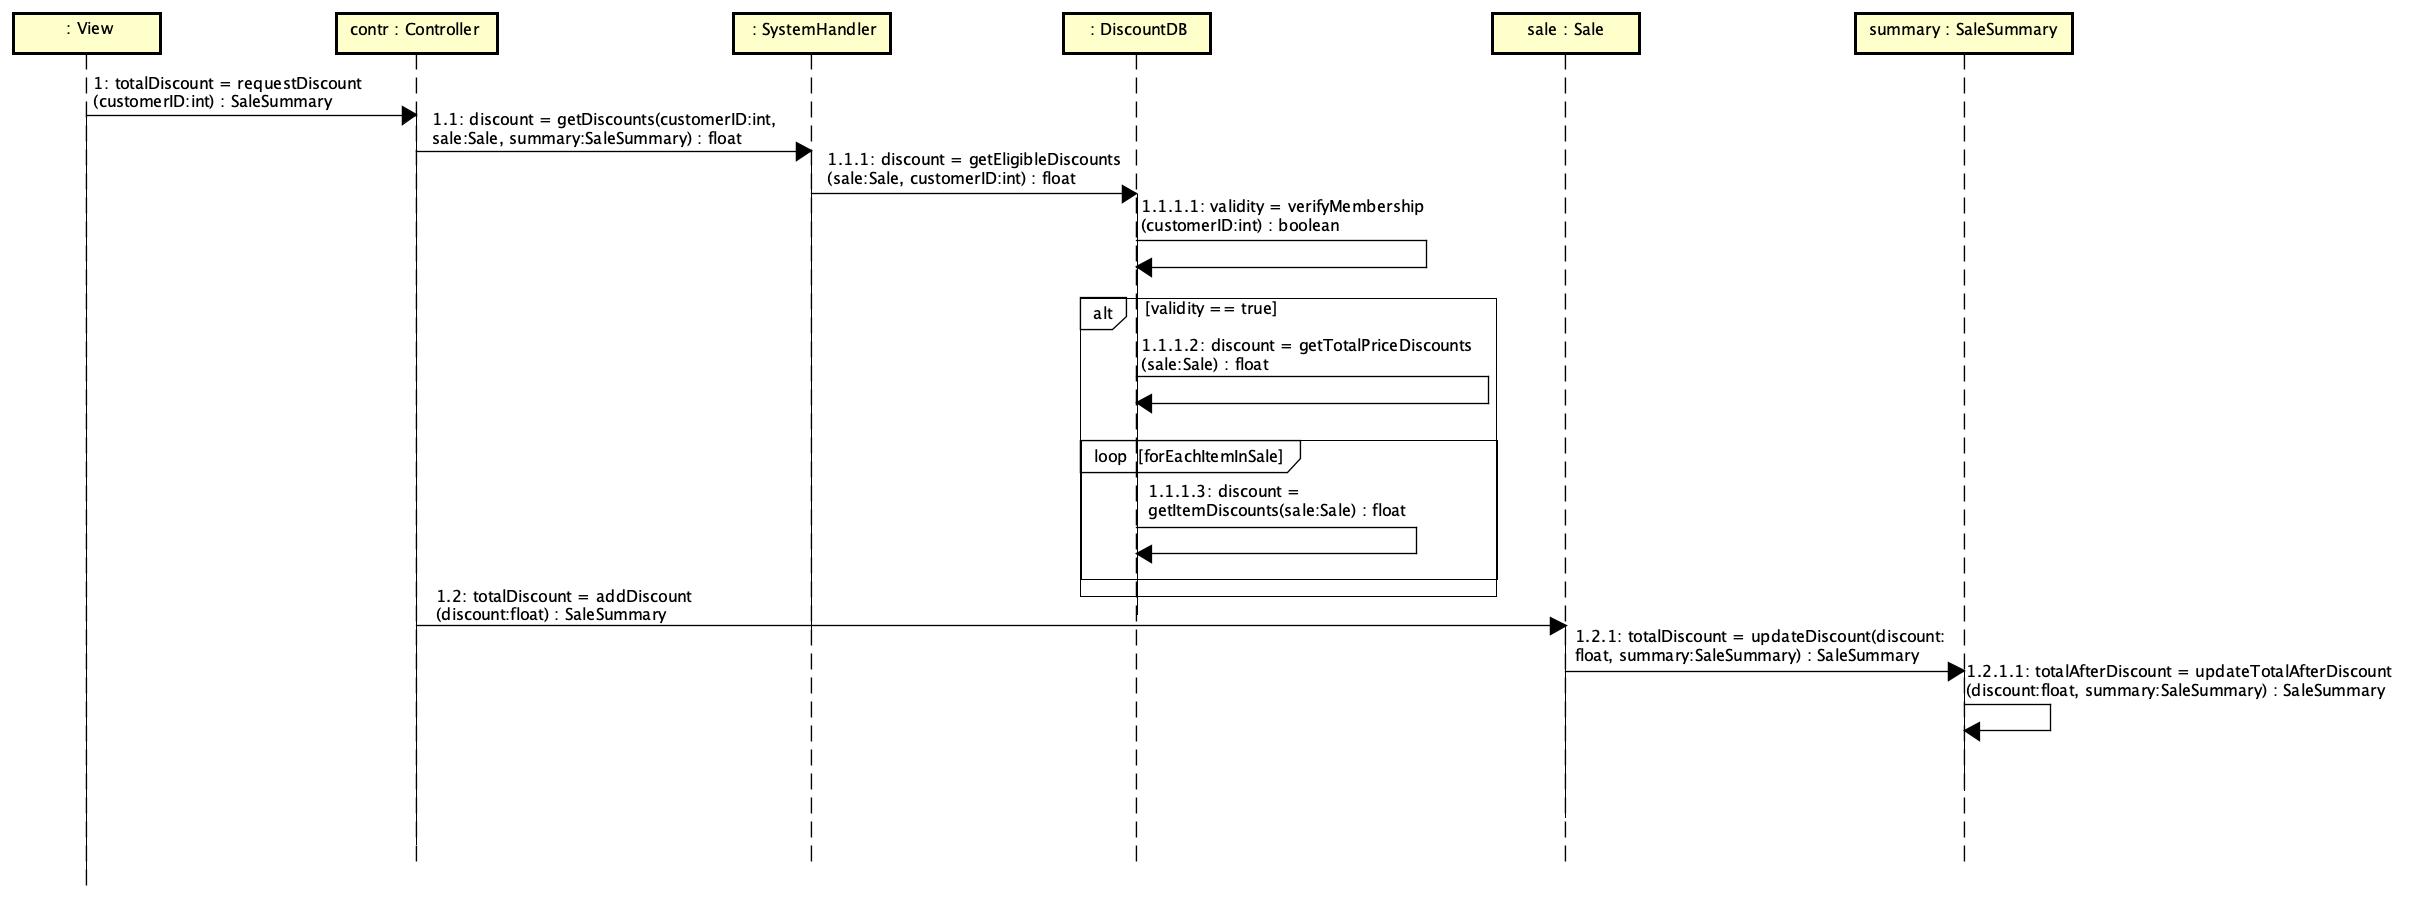 : View
contr : Controller
: SystemHandler
: DiscountDB
sale : Sale
summary : SaleSummary
1: totalDiscount = requestDiscount
(customerID:int) : SaleSummary
1.1: discount = getDiscounts(customerID:int,
sale:Sale, summary:SaleSummary) : float
1.1.1: discount = getEligibleDiscounts
(sale:Sale, customerID:int) : float
1.1.1.1: validity = verifyMembership
(customerID:int) : boolean
alt
[validity == true]
1.1.1.2: discount = getTotalPriceDiscounts
(sale:Sale) : float
loop [forEachItemInSale]
1.1.1.3: discount =
getItemDiscounts(sale:Sale) : float
1.2: totalDiscount = addDiscount
(discount:float) : SaleSummary
1.2.1: totalDiscount = updateDiscount(discount:
float, summary:SaleSummary) : SaleSummary
1.2.1.1: totalAfterDiscount = updateTotalAfterDiscount
(discount:float, summary:SaleSummary) : SaleSummary